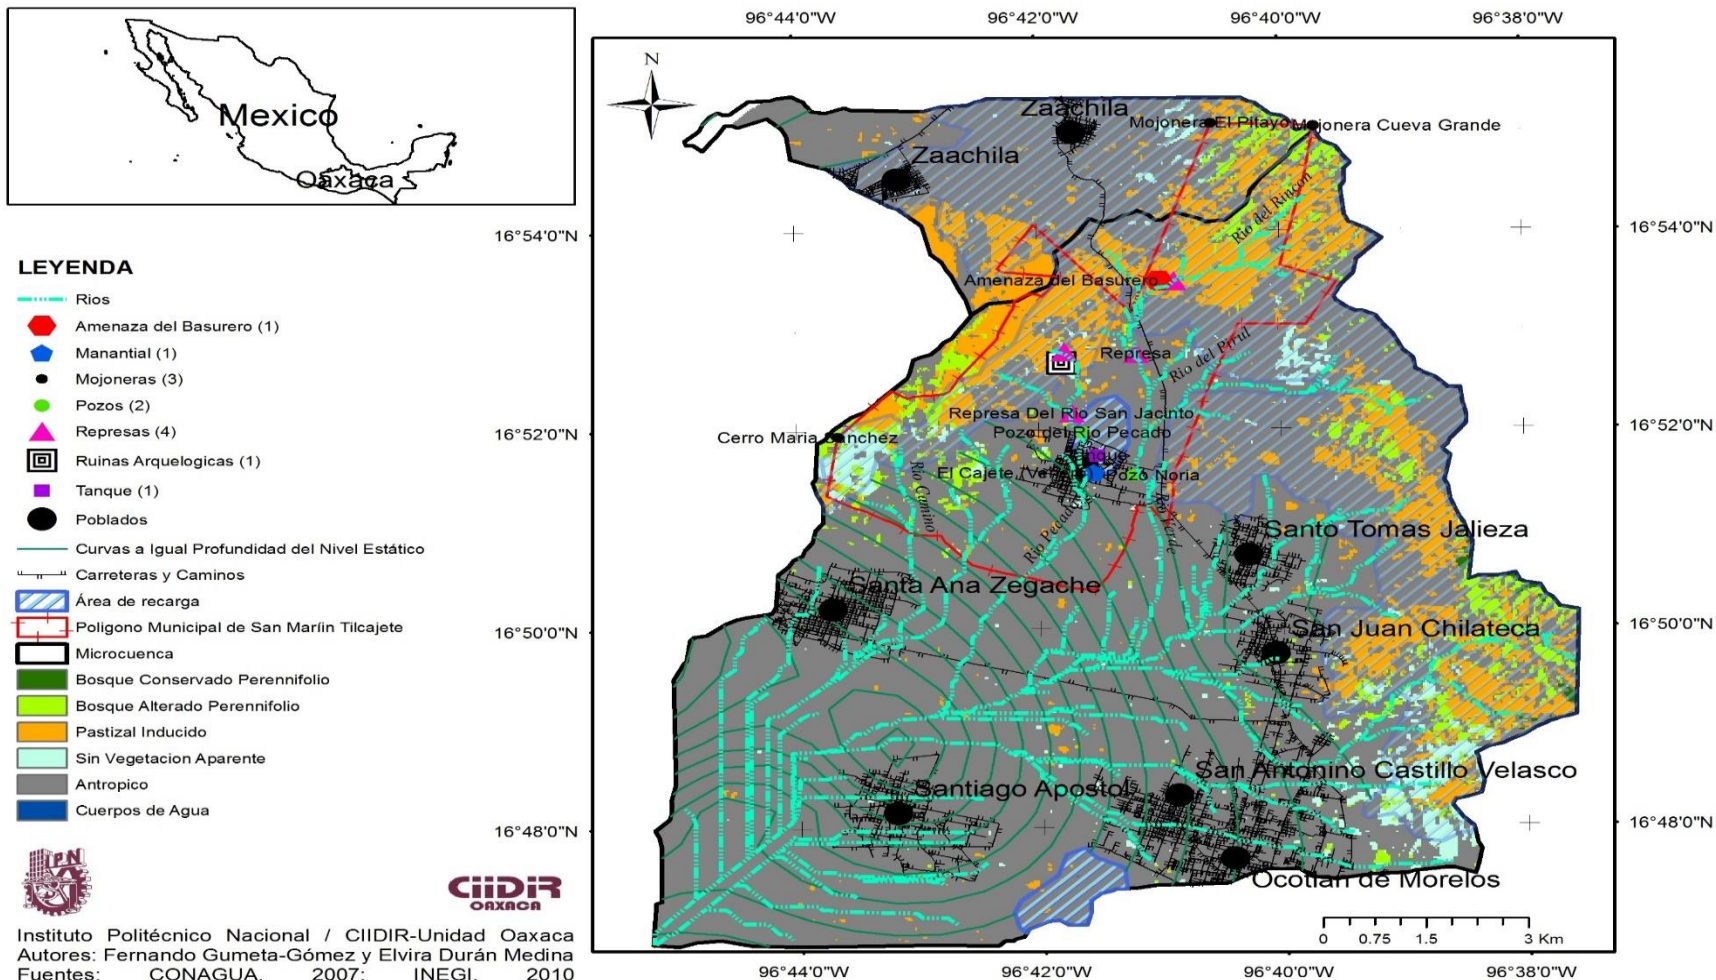 Mexico
Oaxaca
LEYENDA
Rios
Amenaza del Basurero (1)
Manantial (1)
Mojoneras (3)
Pozos (2)
Represas (4)
Ruinas Arquelogicas (1)
Tanque (1)
Poblados
Curvas a Igual Profundidad del Nivel Estático
Carreteras y Caminos
Área de recarga
Poligono Municipal de San Maríin Tilcajete
Microcuenca
Bosque Conservado Perennifolio
Bosque Alterado Perennifolio
Pastizal Inducido
Sin Vegetacion Aparente
Antropico
Cuerpos de Agua
IPN
CIIDIR
OAXACA
Instituto Politécnico Nacional / CIIDIR-Unidad Oaxaca
Autores: Fernando Gumeta-Gómez y Elvira Durán Medina
Fuentes: CONAGUA, 2007; INEGI, 2010
96°44'0"W 96°42'0"W 96°40'0"W 96°38'0"W
N
Zaachila
Mojonera El Pitayo
Mojonera Cueva Grande
Zaachila
Rio del Rincon
16°54'0"N
16°54'0"N
Amenaza del Basurero
Represa
Rio del Pirul
Represa Del Rio San Jacinto
Pozo del Rio Pecado
16°52'0"N
16°52'0"N
Cerro Maria Sanchez
Tanque
El Cajete
Pozo Noria
Rio Camino
Rio Pecado
Rio Verde
Santo Tomas Jalieza
Santa Ana Zegache
San Juan Chilateca
16°50'0"N
16°50'0"N
San Antonino Castillo Velasco
Santiago Apostol
16°48'0"N
16°48'0"N
Ocotlan de Morelos
0 0.75 1.5 3 Km
96°44'0"W 96°42'0"W 96°40'0"W 96°38'0"W